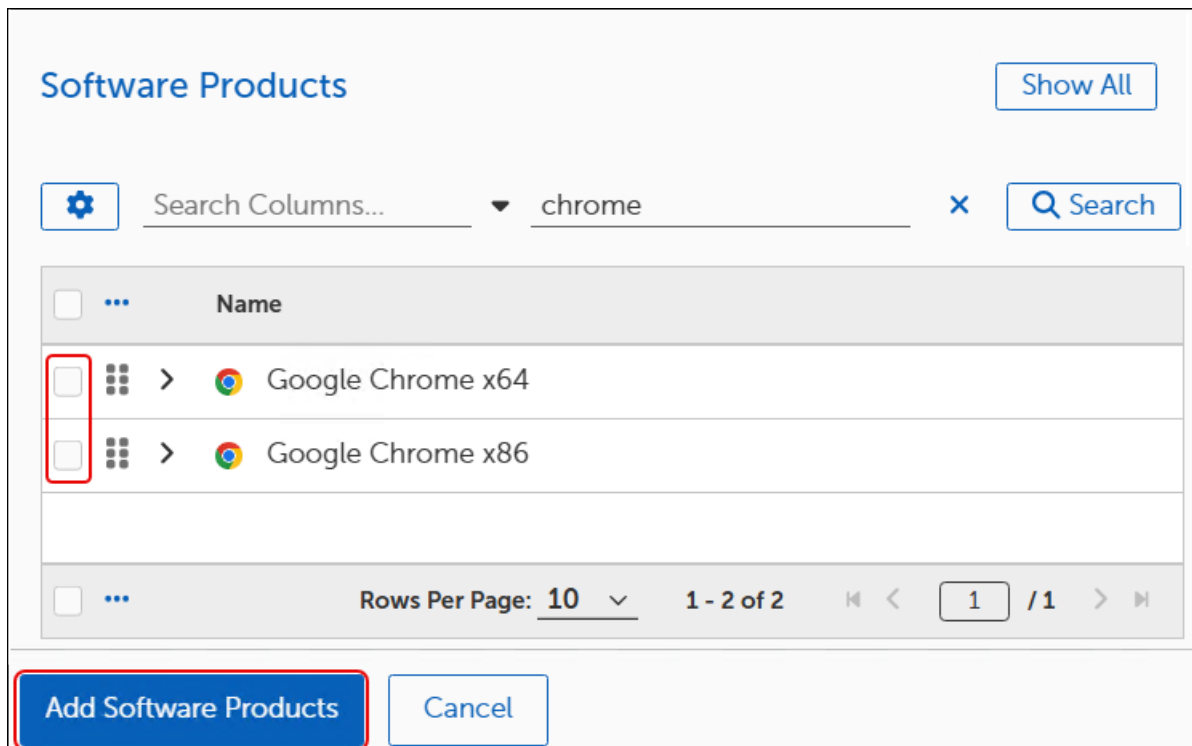 Software Products
Show All
Search Columns...
chrome
Search
Name
Google Chrome x64
Google Chrome x86
Rows Per Page: 10 1 - 2 of 2 1 / 1
Add Software Products
Cancel